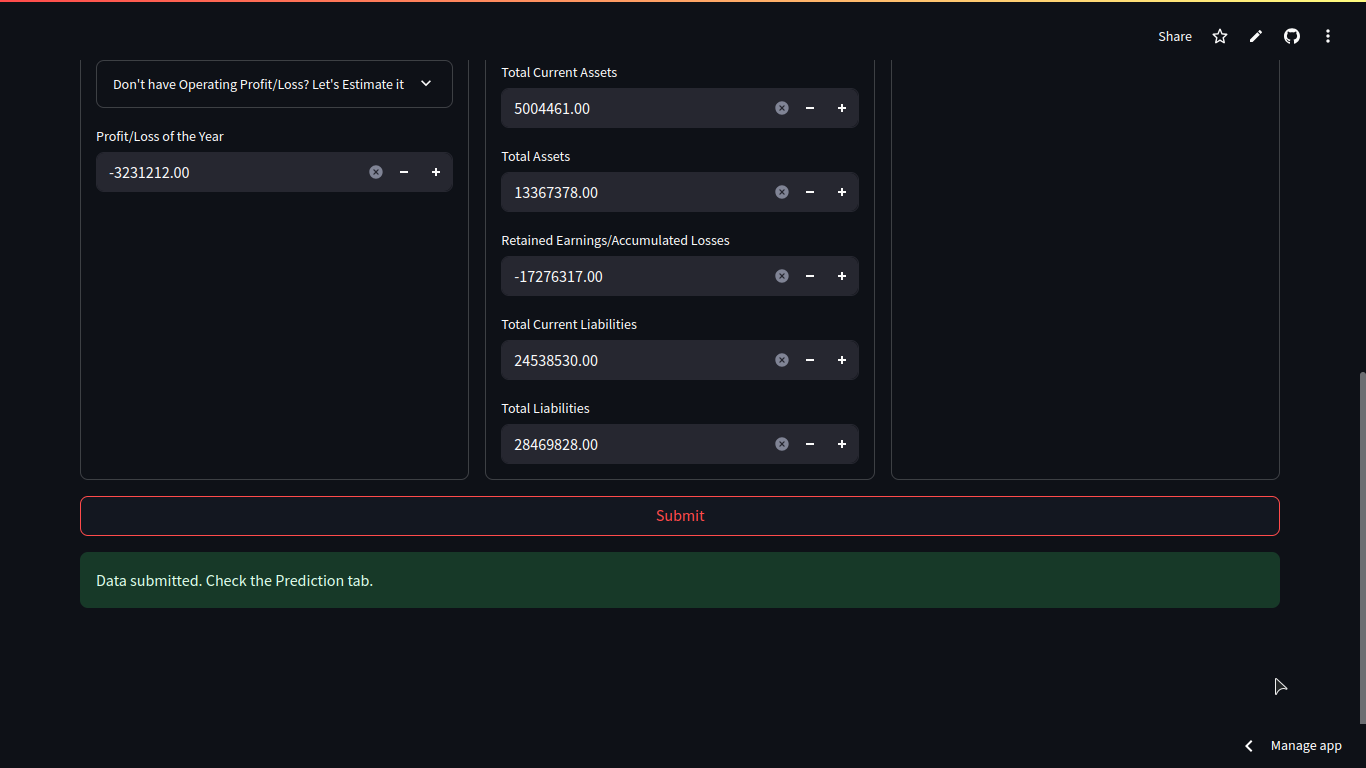 Share
Don't have Operating Profit/Loss? Let's Estimate it
Profit/Loss of the Year
-3231212.00
Total Current Assets
5004461.00
Total Assets
13367378.00
Retained Earnings/Accumulated Losses
-17276317.00
Total Current Liabilities
24538530.00
Total Liabilities
28469828.00
Submit
Data submitted. Check the Prediction tab.
Manage app